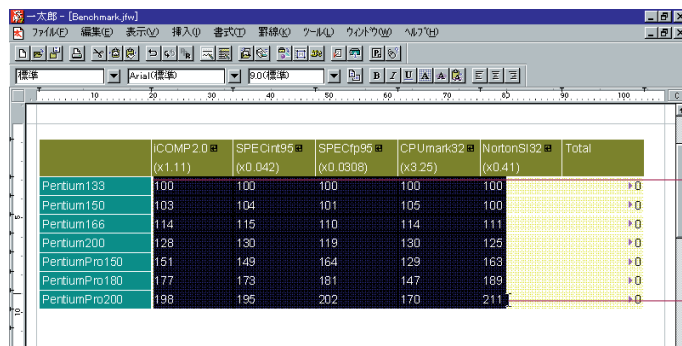 一太郎 - [Benchmark.jfw]
ファイル(F) 編集(E) 表示(V) 挿入(I) 書式(T) 罫線(K) ツール(L) ウィンドウ(W) ヘルプ(H)
標準 Arial(標準) 9.0(標準) B I U A A
10 20 30 40 50 60 70 80 90 100
iCOMP2.0 SPECint95 SPECfp95 CPUmark32 NortonSI32 Total
(x1.11) (x0.042) (x0.0308) (x3.25) (x0.41)
Pentium133 100 100 100 100 100 0
Pentium150 103 104 101 105 100 0
Pentium166 114 115 110 114 111 0
Pentium200 128 130 119 130 125 0
PentiumPro150 151 149 164 129 163 0
PentiumPro180 177 173 181 147 189 0
PentiumPro200 198 195 202 170 211 0